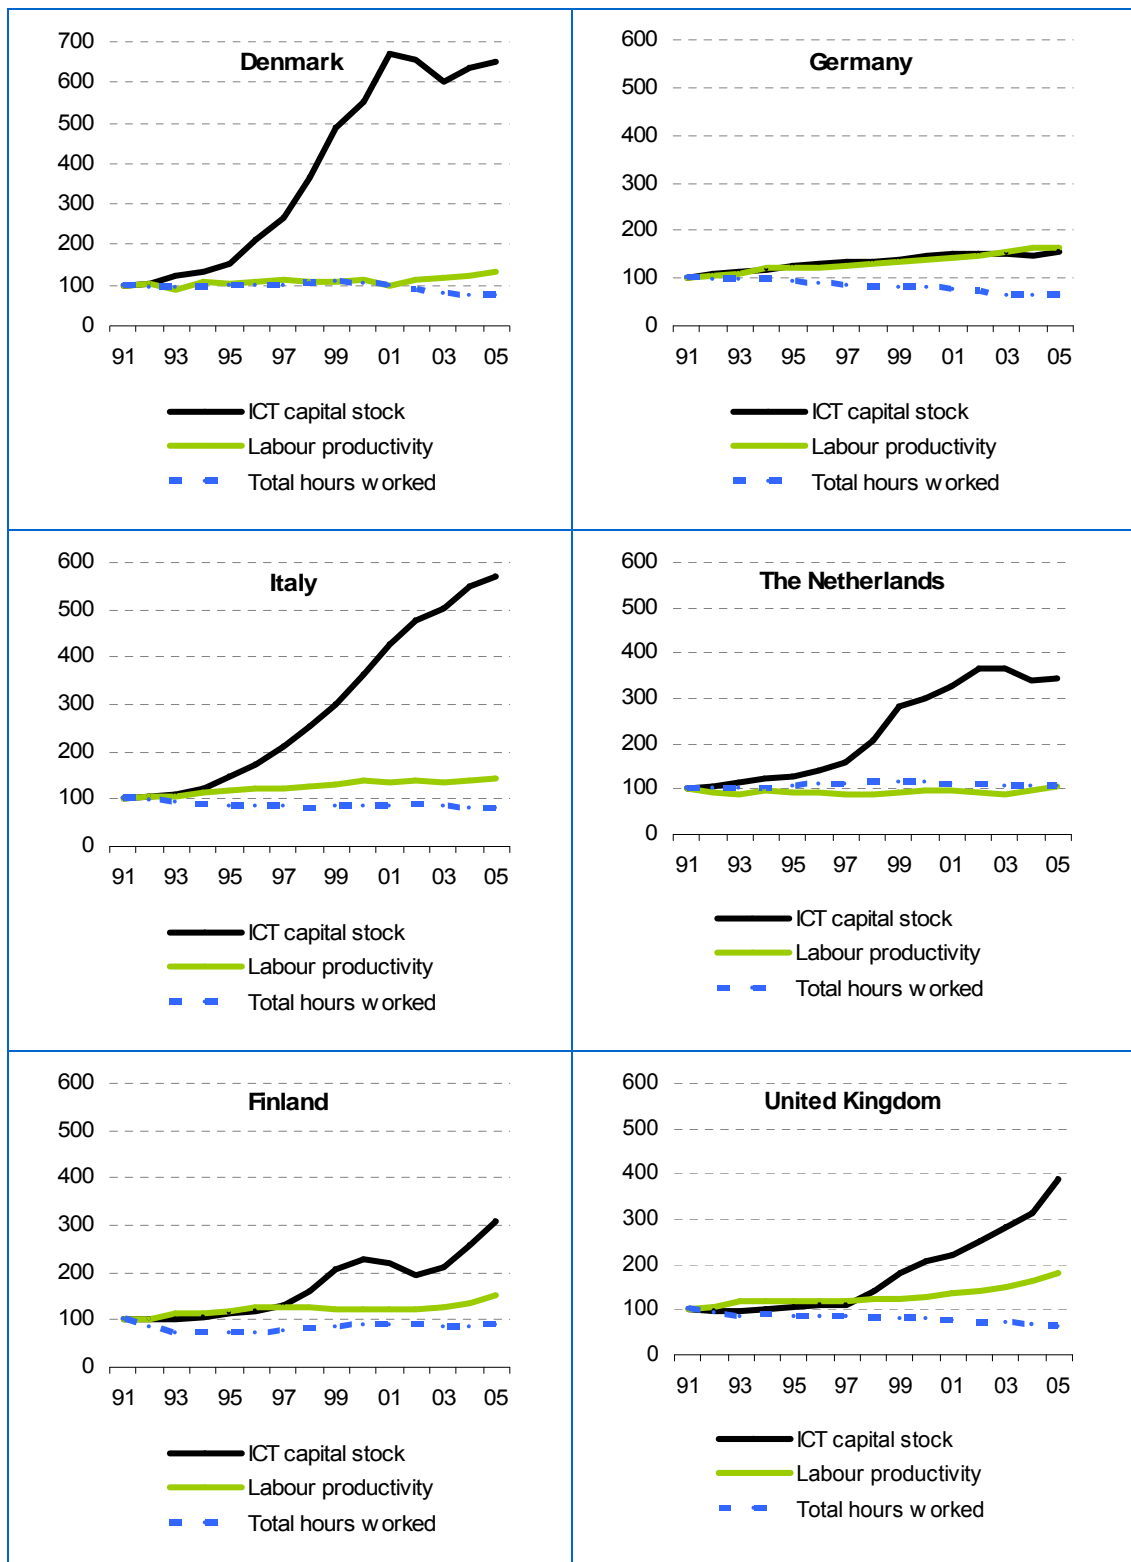 Denmark
700
600
500
400
300
200
100
0
91 93 95 97 99 01 03 05
ICT capital stock
Labour productivity
Total hours worked
Germany
600
500
400
300
200
100
0
91 93 95 97 99 01 03 05
ICT capital stock
Labour productivity
Total hours worked
Italy
600
500
400
300
200
100
0
91 93 95 97 99 01 03 05
ICT capital stock
Labour productivity
Total hours worked
The Netherlands
600
500
400
300
200
100
0
91 93 95 97 99 01 03 05
ICT capital stock
Labour productivity
Total hours worked
Finland
600
500
400
300
200
100
0
91 93 95 97 99 01 03 05
ICT capital stock
Labour productivity
Total hours worked
United Kingdom
600
500
400
300
200
100
0
91 93 95 97 99 01 03 05
ICT capital stock
Labour productivity
Total hours worked